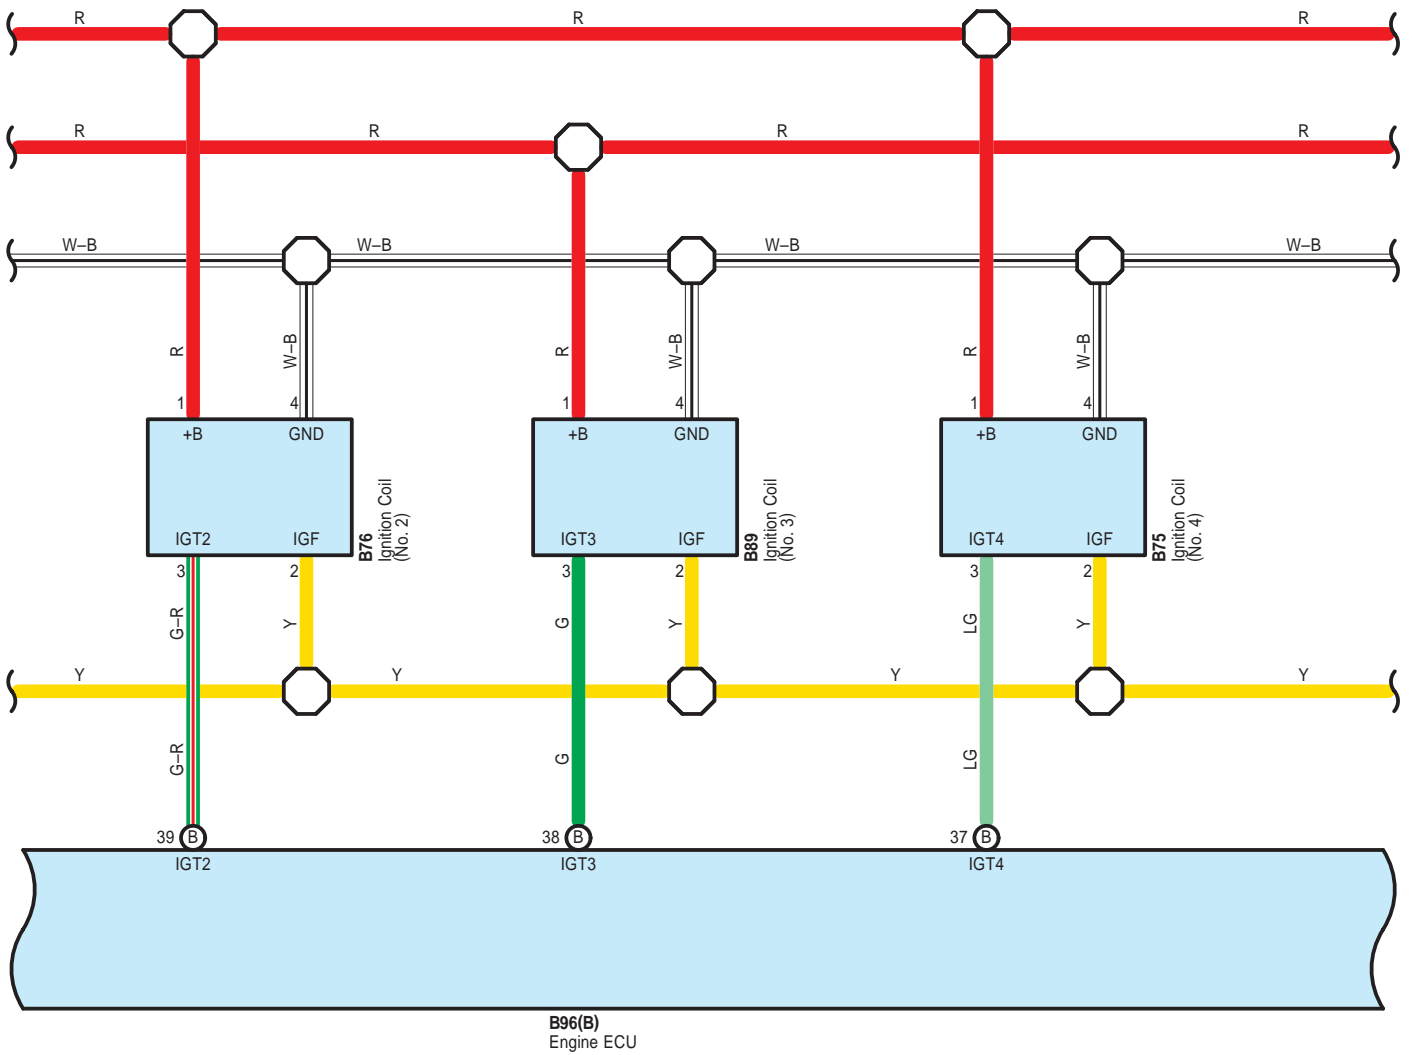 R R R
R R R R
W–B W–B W–B W–B
R W–B R W–B R W–B
1 4 1 4 1 4
+B GND +B GND +B GND
B76
Ignition Coil
(No. 2)
B89
Ignition Coil
(No. 3)
B75
Ignition Coil
(No. 4)
IGT2 IGF IGT3 IGF IGT4 IGF
3 2 3 2 3 2
G–R Y G Y LG Y
Y Y Y Y
G–R G LG
39 B 38 B 37 B
IGT2 IGT3 IGT4
B96(B)
Engine ECU